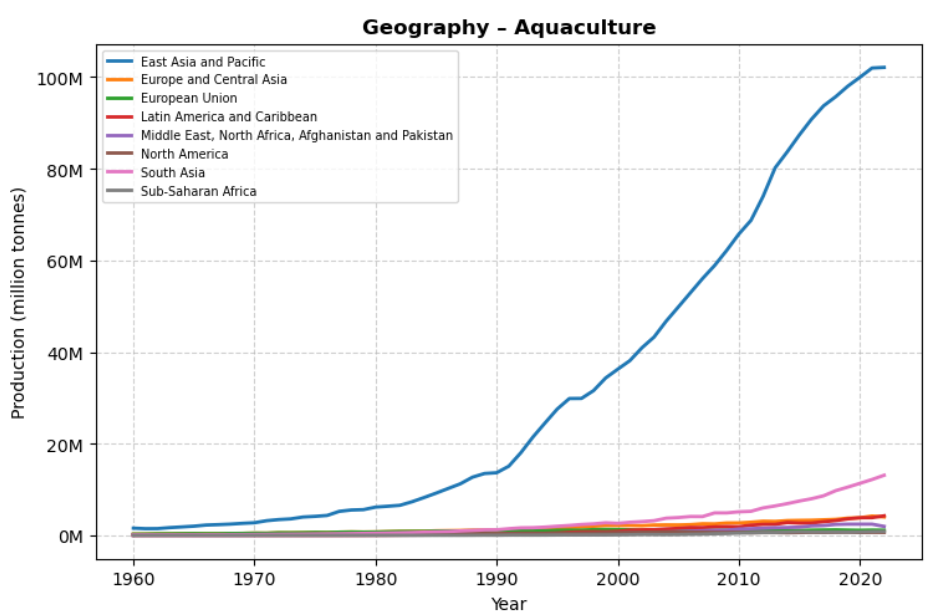 Geography – Aquaculture
East Asia and Pacific
Europe and Central Asia
European Union
Latin America and Caribbean
Middle East, North Africa, Afghanistan and Pakistan
North America
South Asia
Sub-Saharan Africa
Production (million tonnes)
100M
80M
60M
40M
20M
0M
1960 1970 1980 1990 2000 2010 2020
Year